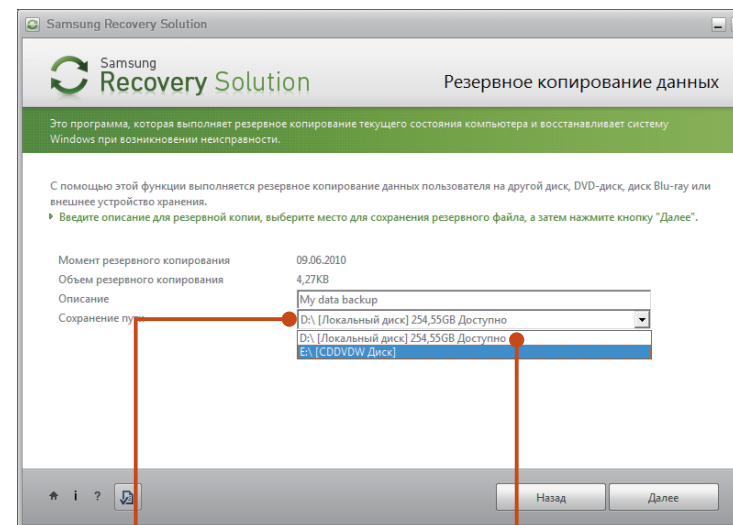 Samsung Recovery Solution
Samsung
Recovery Solution
Резервное копирование данных
Это программа, которая выполняет резервное копирование текущего состояния компьютера и восстанавливает систему
Windows при возникновении неисправности.
С помощью этой функции выполняется резервное копирование данных пользователя на другой диск, DVD-диск, диск Blu-ray или
внешнее устройство хранения.
Введите описание для резервной копии, выберите место для сохранения резервного файла, а затем нажмите кнопку "Далее".
Момент резервного копирования 09.06.2010
Объем резервного копирования 4,27KB
Описание My data backup
Сохранение пути D:\ [Локальный диск] 254,55GB Доступно
D:\ [Локальный диск] 254,55GB Доступно
E:\ [CDDVDW Диск]
Назад Далее